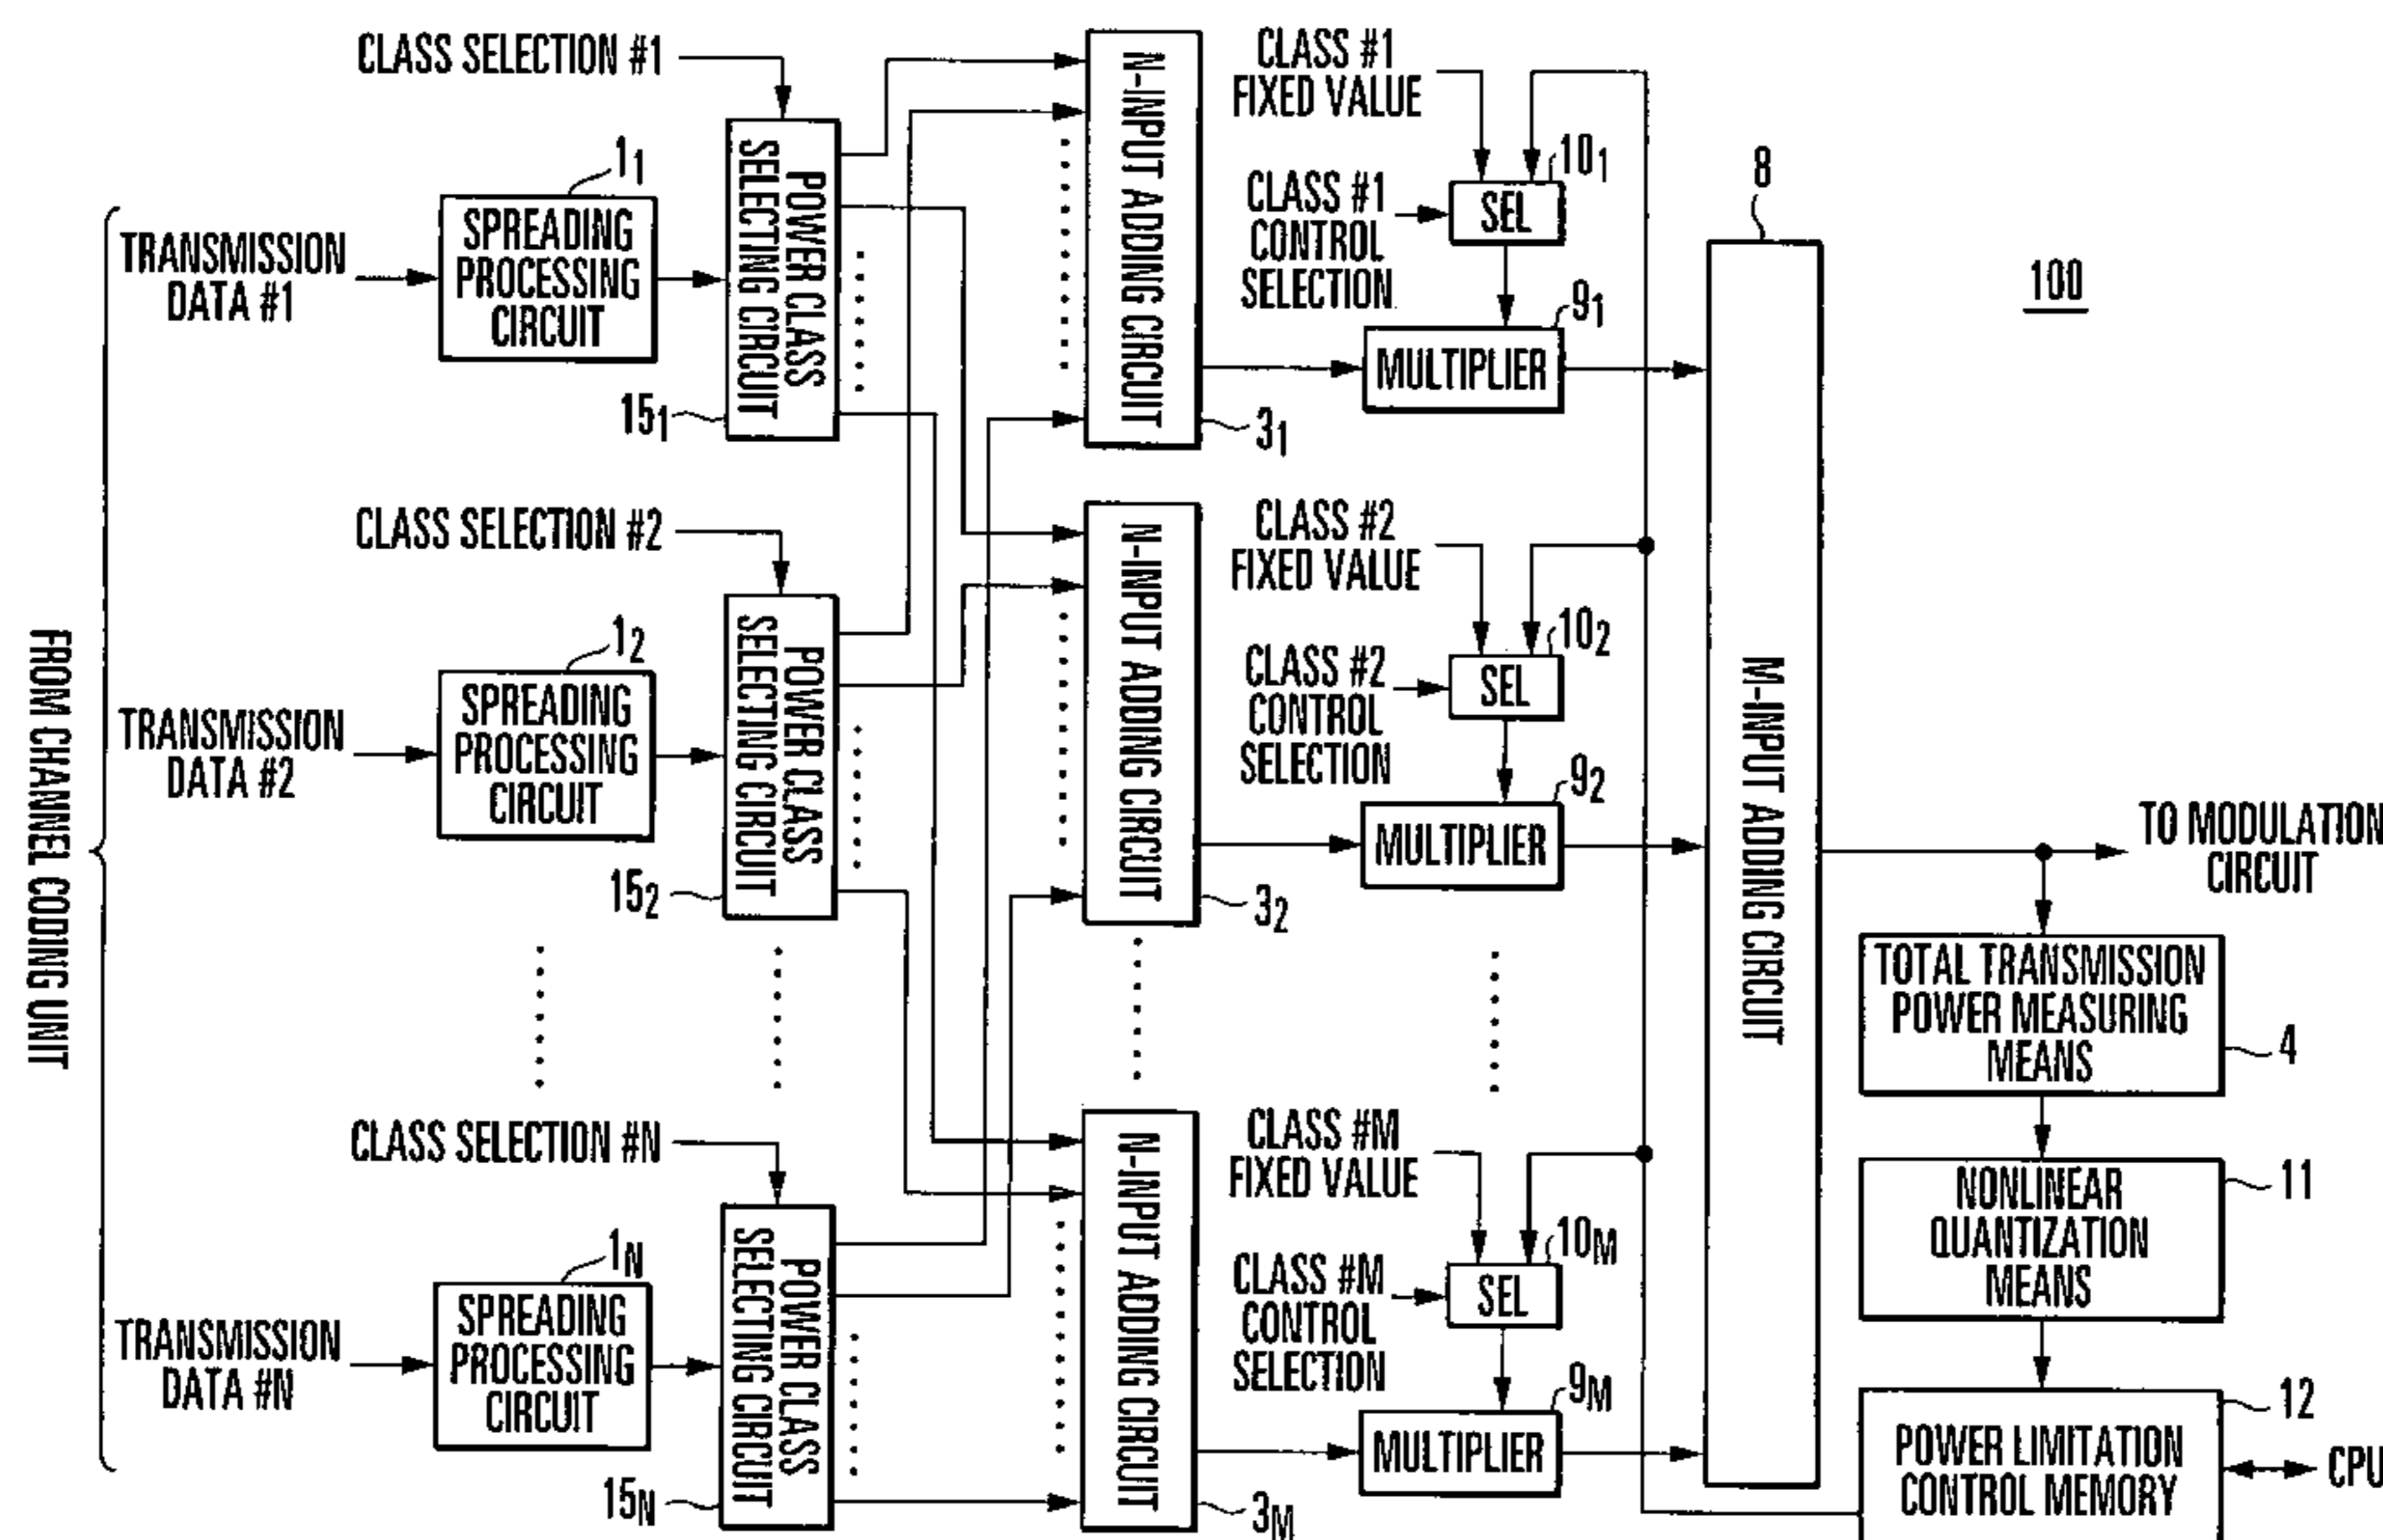 FROM CHANNEL CODING UNIT
CLASS SELECTION #1
TRANSMISSION
DATA #1
1₁
SPREADING
PROCESSING
CIRCUIT
POWER CLASS
SELECTING CIRCUIT
15₁
N-INPUT ADDING CIRCUIT
3₁
CLASS #1
FIXED VALUE
CLASS #1
CONTROL
SELECTION
SEL
10₁
MULTIPLIER
9₁
CLASS SELECTION #2
TRANSMISSION
DATA #2
1₂
SPREADING
PROCESSING
CIRCUIT
POWER CLASS
SELECTING CIRCUIT
15₂
N-INPUT ADDING CIRCUIT
3₂
CLASS #2
FIXED VALUE
CLASS #2
CONTROL
SELECTION
SEL
10₂
MULTIPLIER
9₂
CLASS SELECTION #N
TRANSMISSION
DATA #N
1N
SPREADING
PROCESSING
CIRCUIT
POWER CLASS
SELECTING CIRCUIT
15N
N-INPUT ADDING CIRCUIT
3M
CLASS #M
FIXED VALUE
CLASS #M
CONTROL
SELECTION
SEL
10M
MULTIPLIER
9M
8
M-INPUT ADDING CIRCUIT
100
TO MODULATION
CIRCUIT
TOTAL TRANSMISSION
POWER MEASURING
MEANS
4
NONLINEAR
QUANTIZATION
MEANS
11
POWER LIMITATION
CONTROL MEMORY
12
CPU